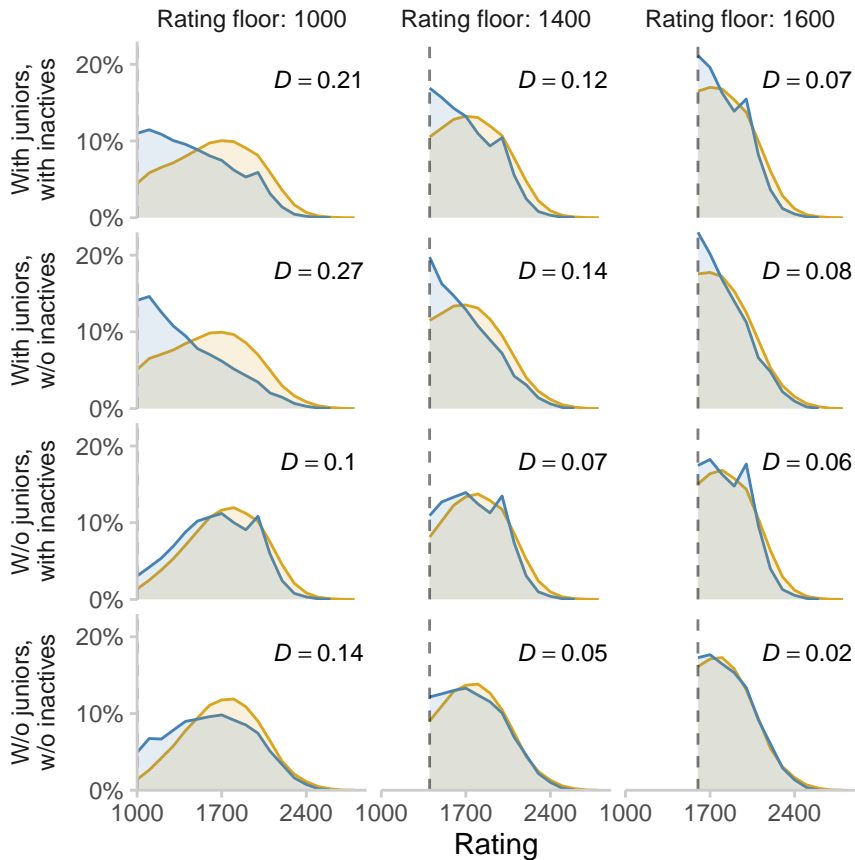 Rating floor: 1000
Rating floor: 1400
Rating floor: 1600
With juniors,
with inactives
20%
10%
0%
D = 0.21
D = 0.12
D = 0.07
With juniors,
w/o inactives
20%
10%
0%
D = 0.27
D = 0.14
D = 0.08
W/o juniors,
with inactives
20%
10%
0%
D = 0.1
D = 0.07
D = 0.06
W/o juniors,
w/o inactives
20%
10%
0%
D = 0.14
D = 0.05
D = 0.02
1000 1700 2400
1000 1700 2400
1000 1700 2400
Rating